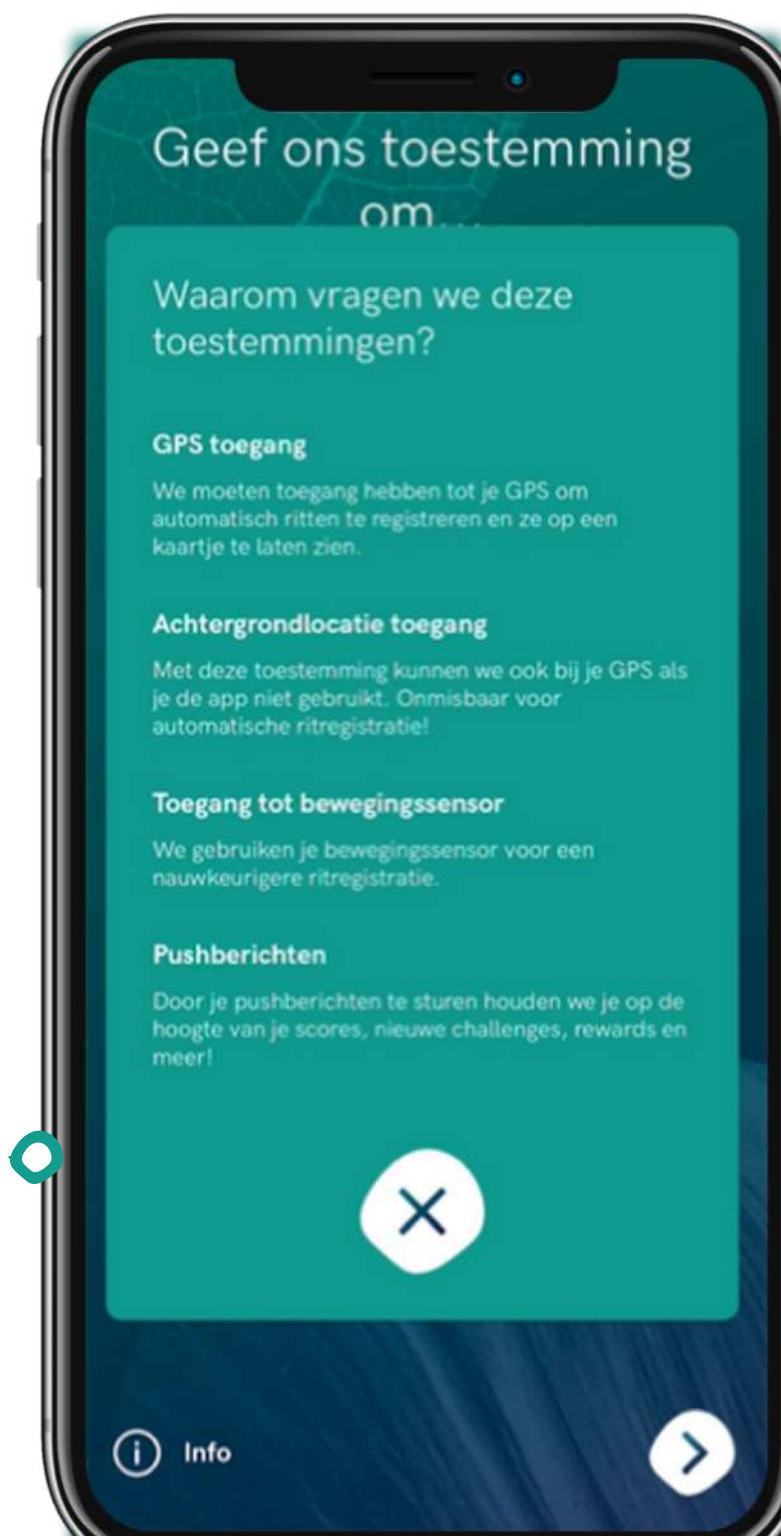 Geef ons toestemming
om...
Waarom vragen we deze
toestemmingen?
GPS toegang
We moeten toegang hebben tot je GPS om
automatisch ritten te registreren en ze op een
kaartje te laten zien.
Achtergrondlocatie toegang
Met deze toestemming kunnen we ook bij je GPS als
je de app niet gebruikt. Onmisbaar voor
automatische ritregistratie!
Toegang tot bewegingssensor
We gebruiken je bewegingssensor voor een
nauwkeurigere ritregistratie.
Pushberichten
Door je pushberichten te sturen houden we je op de
hoogte van je scores, nieuwe challenges, rewards en
meer!
Info